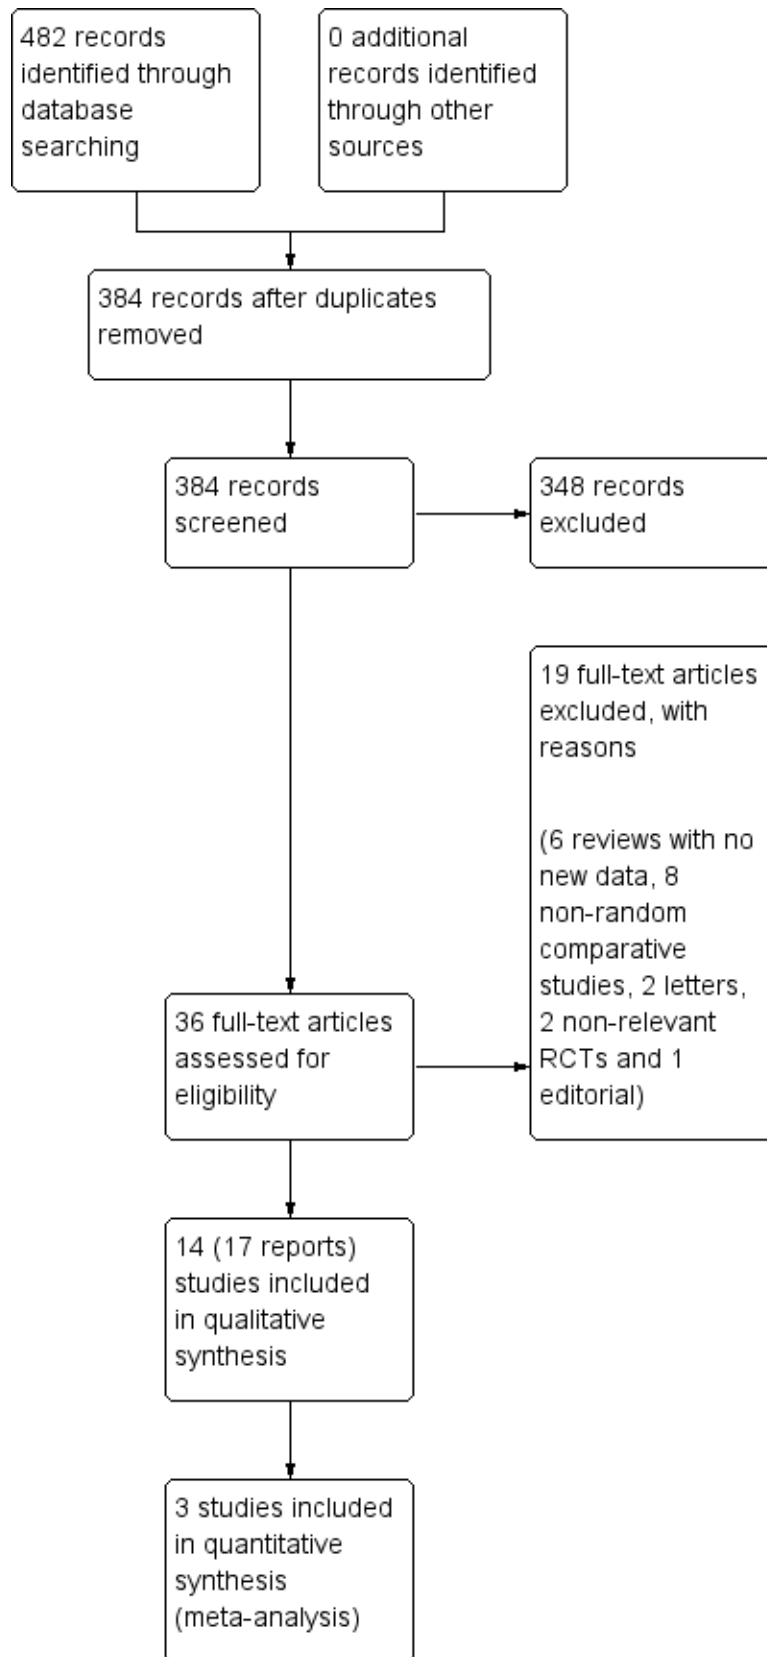 482 records
identified through
database
searching
0 additional
records identified
through other
sources
384 records after duplicates
removed
384 records
screened
348 records
excluded
19 full-text articles
excluded, with
reasons
(6 reviews with no
new data, 8
non-random
comparative
studies, 2 letters,
2 non-relevant
RCTs and 1
editorial)
36 full-text articles
assessed for
eligibility
14 (17 reports)
studies included
in qualitative
synthesis
3 studies included
in quantitative
synthesis
(meta-analysis)